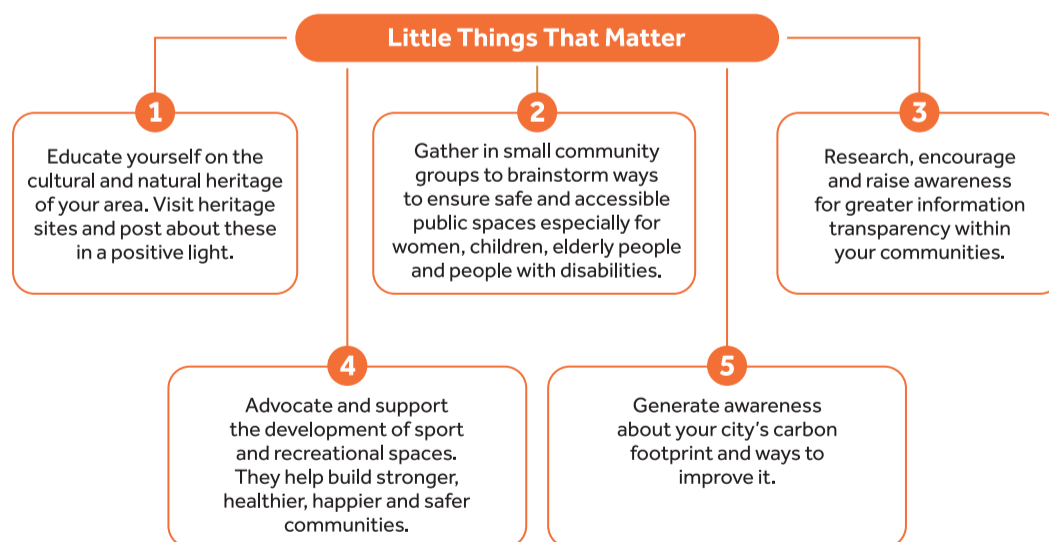 Little Things That Matter
1
Educate yourself on the
cultural and natural heritage
of your area. Visit heritage
sites and post about these
in a positive light.
2
Gather in small community
groups to brainstorm ways
to ensure safe and accessible
public spaces especially for
women, children, elderly people
and people with disabilities.
3
Research, encourage
and raise awareness
for greater information
transparency within
your communities.
4
Advocate and support
the development of sport
and recreational spaces.
They help build stronger,
healthier, happier and safer
communities.
5
Generate awareness
about your city’s carbon
footprint and ways to
improve it.